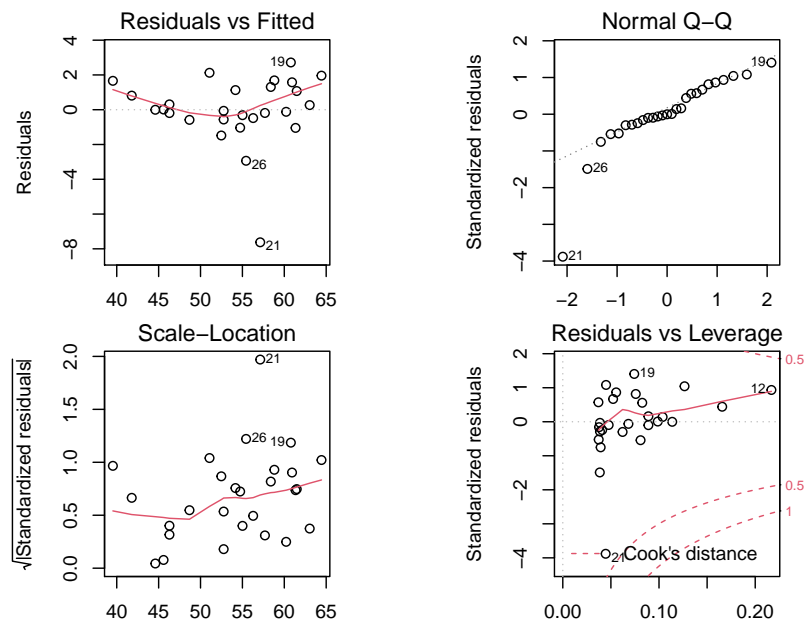 Residuals vs Fitted
Residuals
4
2
0
−4
−8
40 45 50 55 60 65
19
26
21
Normal Q−Q
Standardized residuals
2
0
−2
−4
−2 −1 0 1 2
19
26
21
Scale−Location
√|Standardized residuals|
2.0
1.5
1.0
0.5
0.0
40 45 50 55 60 65
21
26
19
Residuals vs Leverage
Standardized residuals
2
1
0
−2
−4
0.00 0.10 0.20
19
12
21
Cook's distance
0.5
0.5
1